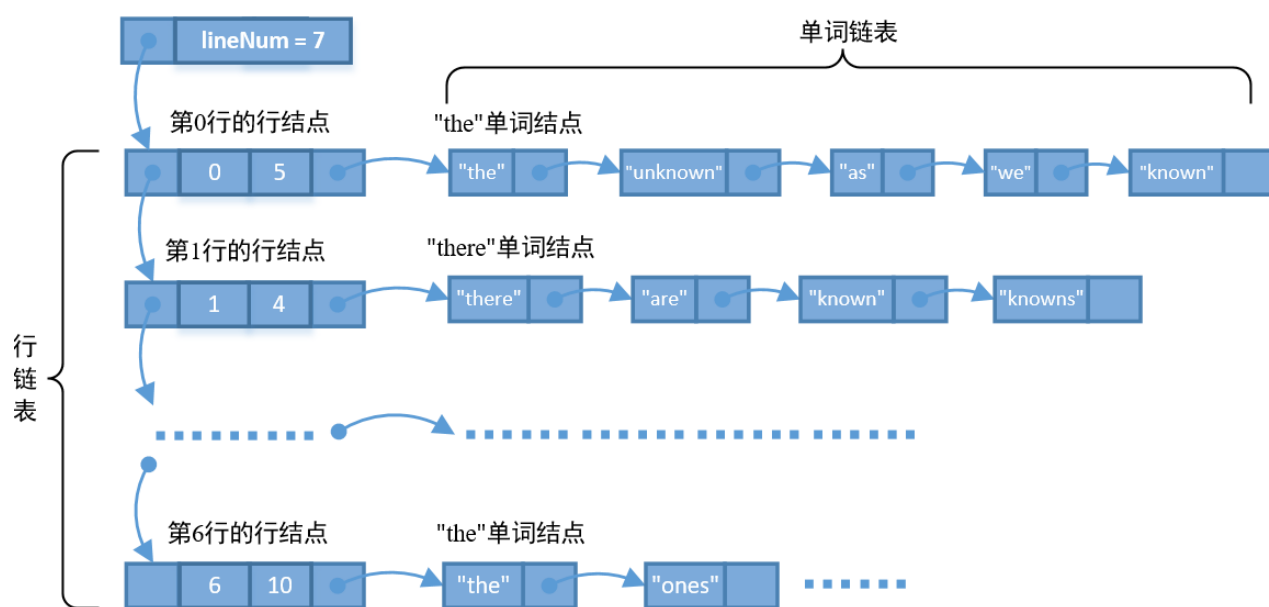 lineNum = 7
单词链表
第0行的行结点
"the"单词结点
0 5 "the" "unknown" "as" "we" "known"
第1行的行结点
"there"单词结点
1 4 "there" "are" "known" "knowns"
行链表
第6行的行结点
"the"单词结点
6 10 "the" "ones"